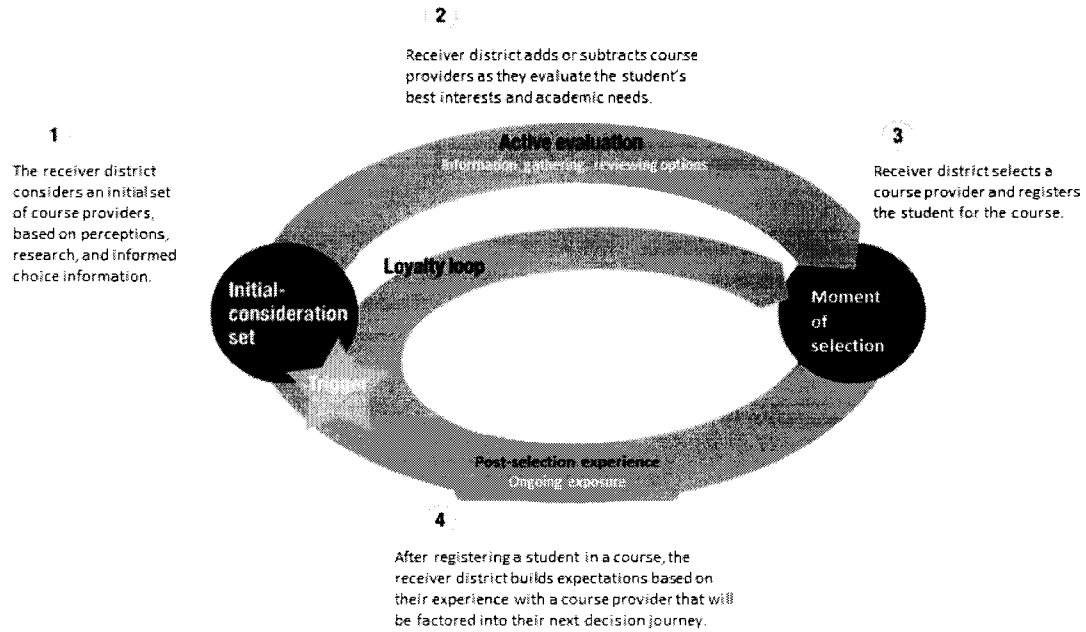 2
Receiver district adds or subtracts course
providers as they evaluate the student's
best interests and academic needs.
1
The receiver district
considers an initial set
of course providers,
based on perceptions,
research, and informed
choice information.
Active evaluation
Information gathering, reviewing options
3
Receiver district selects a
course provider and registers
the student for the course.
Loyalty loop
Initial-
consideration
set
Moment
of
selection
Trigger
Post-selection experience
Ongoing exposure
4
After registering a student in a course, the
receiver district builds expectations based on
their experience with a course provider that will
be factored into their next decision journey.